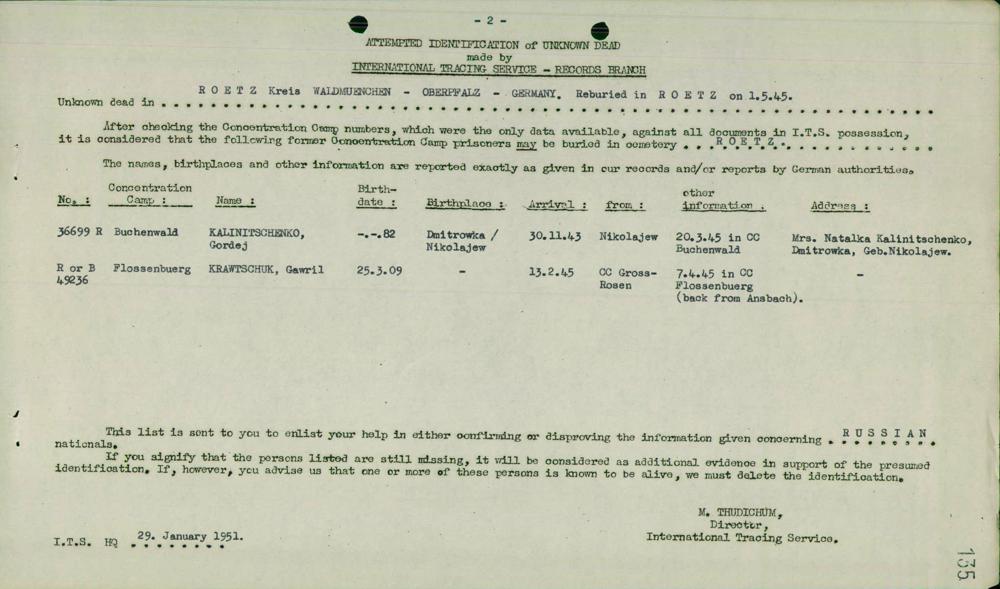 - 2 -
ATTEMPTED IDENTIFICATION of UNKNOWN DEAD
made by
INTERNATIONAL TRACING SERVICE - RECORDS BRANCH
Unknown dead in R O E T Z Kreis WALDMUENCHEN - OBERPFALZ - GERMANY. Reburied in R O E T Z on 1.5.45.
After checking the Concentration Camp numbers, which were the only data available, against all documents in I.T.S. possession,
it is considered that the following former Concentration Camp prisoners may be buried in cemetery . . . R O E T Z . . . . . . . . . . . .
The names, birthplaces and other information are reported exactly as given in our records and/or reports by German authorities.
No. : Concentration Camp : Name : Birth-date : Birthplace : Arrival : from : other information : Address :
36699 R Buchenwald KALINITSCHENKO, -.-.82 Dmitrowka / 30.11.43 Nikolajew 20.3.45 in CC Mrs. Natalka Kalinitschenko,
Gordej Nikolajew Buchenwald Dmitrowka, Geb.Nikolajew.
R or B Flossenbuerg KRAWTSCHUK, Gawril 25.3.09 - 13.2.45 CC Gross- 7.4.45 in CC -
49236 Rosen Flossenbuerg
(back from Ansbach).
This list is sent to you to enlist your help in either confirming or disproving the information given concerning . R U S S I A N
nationals.
If you signify that the persons listed are still missing, it will be considered as additional evidence in support of the presumed
identification. If, however, you advise us that one or more of these persons is known to be alive, we must delete the identification.
M. THUDICHUM,
Director,
International Tracing Service.
I.T.S. HQ 29. January 1951.
135